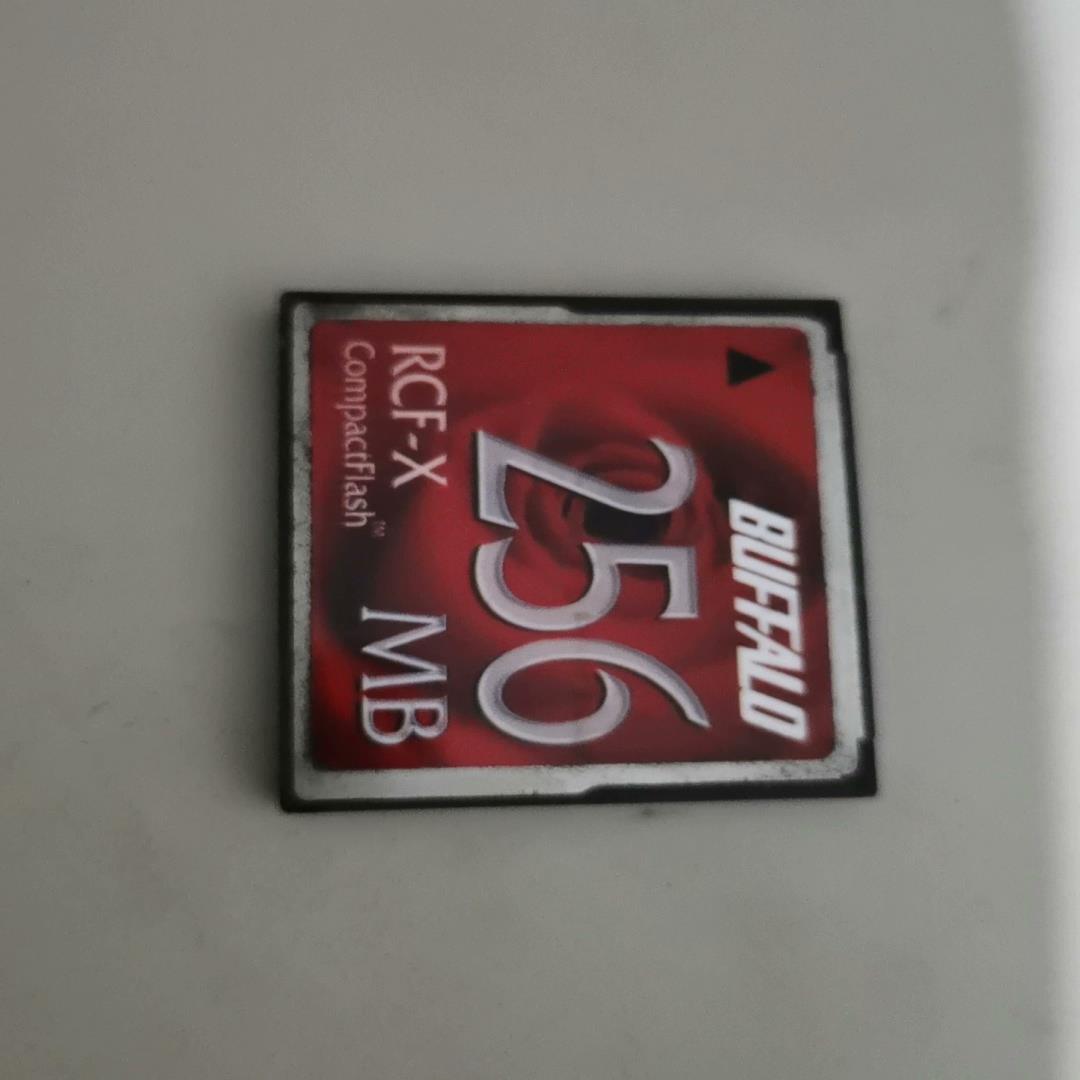 BUFFALO
256
RCF-X MB
CompactFlash™